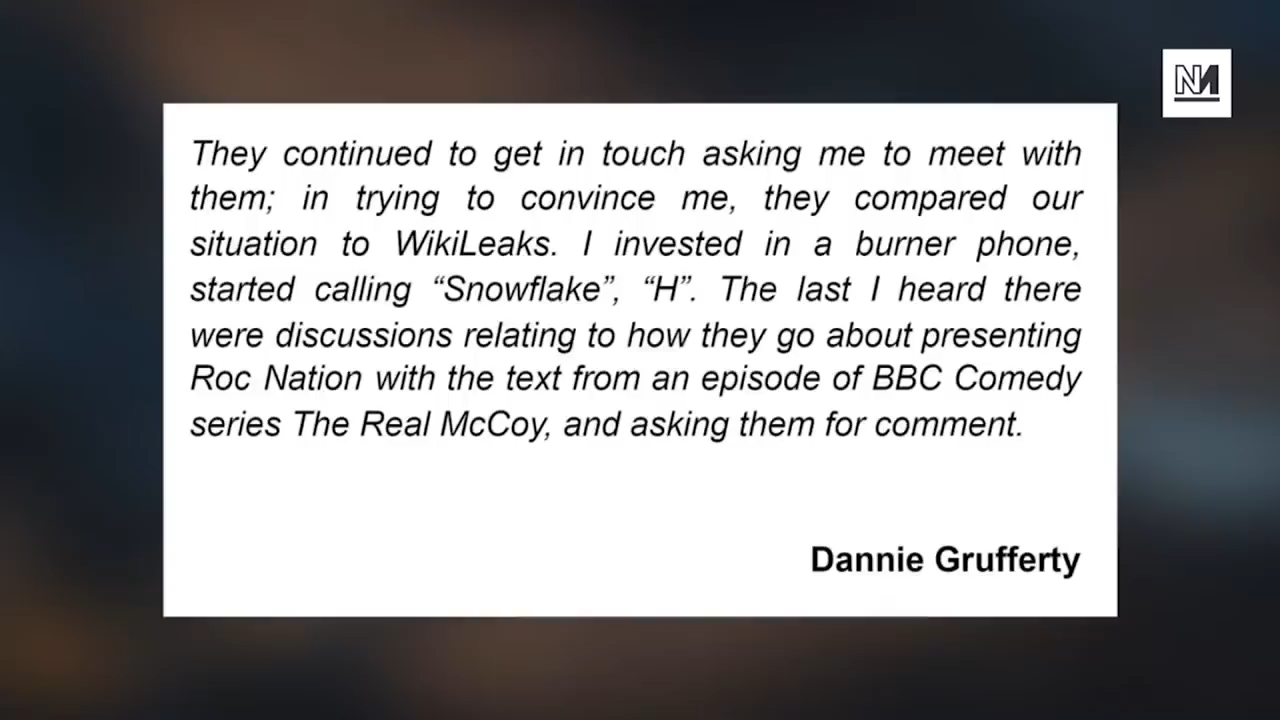 NM
They continued to get in touch asking me to meet with
them; in trying to convince me, they compared our
situation to WikiLeaks. I invested in a burner phone,
started calling “Snowflake”, “H”. The last I heard there
were discussions relating to how they go about presenting
Roc Nation with the text from an episode of BBC Comedy
series The Real McCoy, and asking them for comment.
Dannie Grufferty